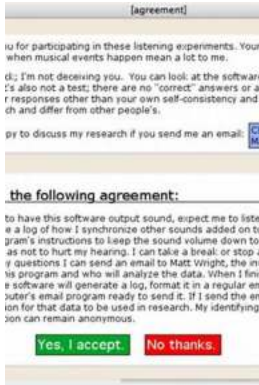 [agreement]
u for participating in these listening experiments. Your
when musical events happen mean a lot to me.
ck; I'm not deceiving you. You can look at the software
t's also not a test; there are no "correct" answers or a
r responses other than your own self-consistency and
ch and differ from other people's.
py to discuss my research if you send me an email:
the following agreement:
to have this software output sound, expect me to liste
e a log of how I synchronize other sounds added on to
gram's instructions to keep the sound volume down to
as not to hurt my hearing. I can take a break or stop a
y questions I can send an email to Matt Wright, the in
his program and who will analyze the data. When I fini
e software will generate a log, format it in a regular em
outer's email program ready to send it. If I send the em
ion for that data to be used in research. My identifying
on can remain anonymous.
Yes, I accept. No thanks.